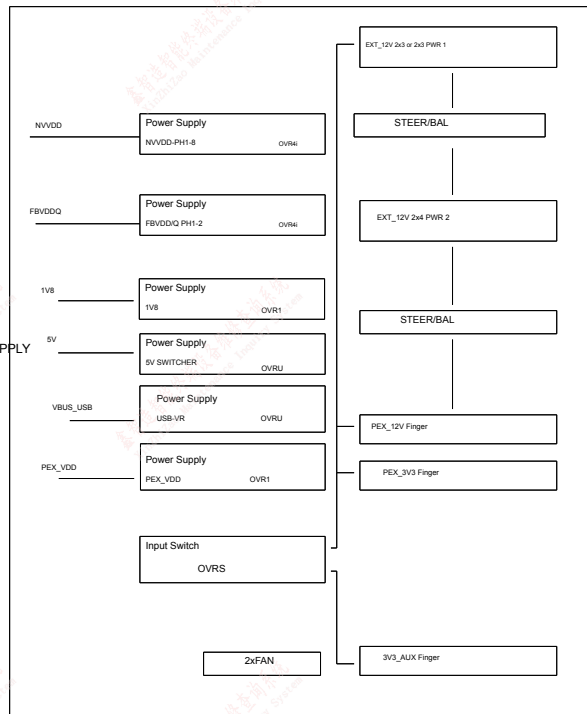 EXT_12V 2x3 or 2x3 PWR 1
NVVDD
Power Supply
NVVDD-PH1-8 OVR4i
STEER/BAL
FBVDDQ
Power Supply
FBVDD/Q PH1-2 OVR4i
EXT_12V 2x4 PWR 2
1V8
Power Supply
1V8 OVR1
STEER/BAL
PPLY
5V
Power Supply
5V SWITCHER OVRU
VBUS_USB
Power Supply
USB-VR OVRU
PEX_12V Finger
PEX_VDD
Power Supply
PEX_VDD OVR1
PEX_3V3 Finger
Input Switch
OVRS
2xFAN
3V3_AUX Finger